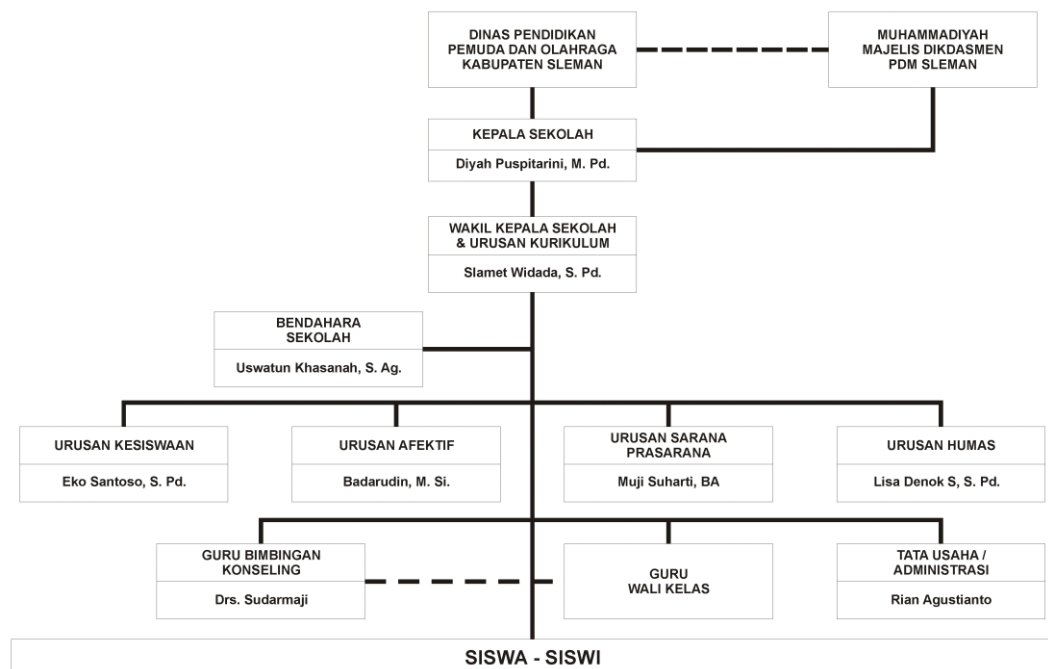 DINAS PENDIDIKAN
PEMUDA DAN OLAHRAGA
KABUPATEN SLEMAN
MUHAMMADIYAH
MAJELIS DIKDASMEN
PDM SLEMAN
KEPALA SEKOLAH
Diyah Puspitarini, M. Pd.
WAKIL KEPALA SEKOLAH
& URUSAN KURIKULUM
Slamet Widada, S. Pd.
BENDAHARA
SEKOLAH
Uswatun Khasanah, S. Ag.
URUSAN KESISWAAN
Eko Santoso, S. Pd.
URUSAN AFEKTIF
Badarudin, M. Si.
URUSAN SARANA
PRASARANA
Muji Suharti, BA
URUSAN HUMAS
Lisa Denok S, S. Pd.
GURU BIMBINGAN
KONSELING
Drs. Sudarmaji
GURU
WALI KELAS
TATA USAHA /
ADMINISTRASI
Rian Agustianto
SISWA - SISWI